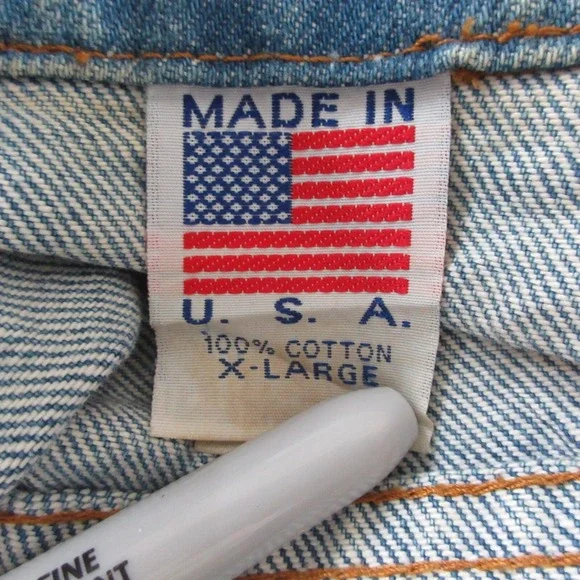 MADE IN
U. S. A.
100% COTTON
X-LARGE
FINE